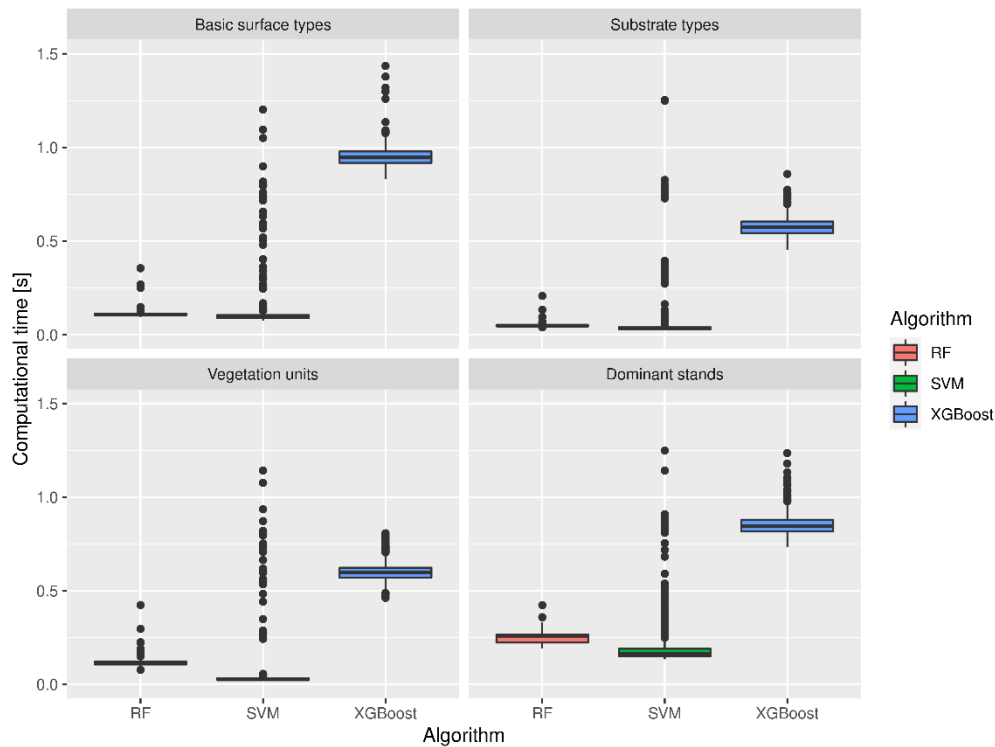 Basic surface types
Substrate types
1.5
1.0
0.5
0.0
Vegetation units
Dominant stands
1.5
1.0
0.5
0.0
RF
SVM
XGBoost
RF
SVM
XGBoost
Algorithm
Computational time [s]
Algorithm
RF
SVM
XGBoost